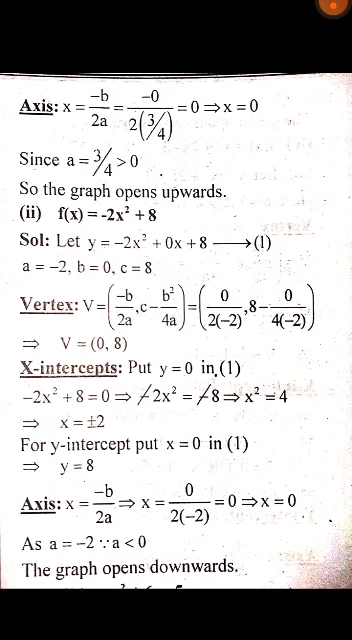 Axis: x = -b/2a = -0/2(3/4) = 0 ⇒ x = 0
Since a = 3/4 > 0
So the graph opens upwards.
(ii) f(x) = -2x² + 8
Sol: Let y = -2x² + 0x + 8 ⟶ (1)
a = -2, b = 0, c = 8
Vertex: V = (-b/2a, c - b²/4a) = (0/2(-2), 8 - 0/4(-2))
⇒ V = (0, 8)
X-intercepts: Put y = 0 in (1)
-2x² + 8 = 0 ⇒ -2x² = -8 ⇒ x² = 4
⇒ x = ±2
For y-intercept put x = 0 in (1)
⇒ y = 8
Axis: x = -b/2a ⇒ x = 0/2(-2) = 0 ⇒ x = 0
As a = -2 ∵ a < 0
The graph opens downwards.